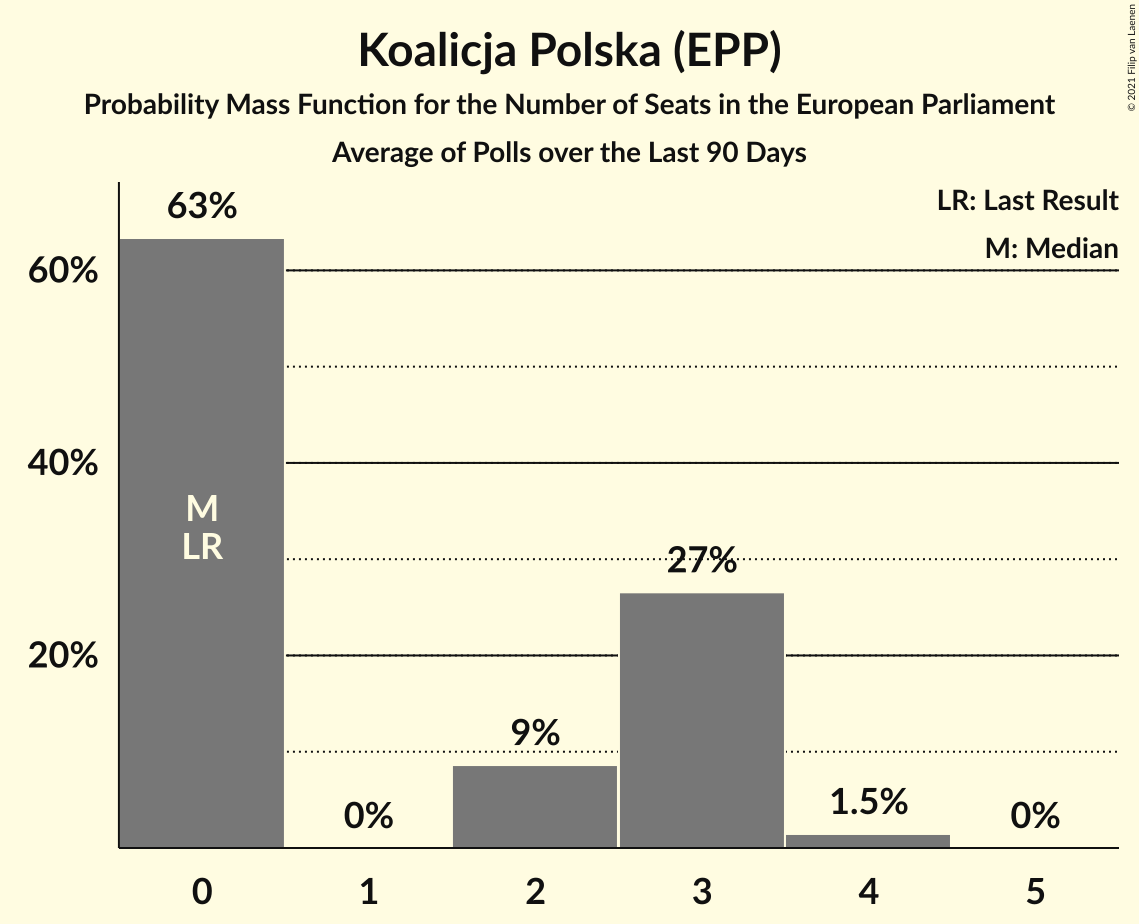 Koalicja Polska (EPP)
Probability Mass Function for the Number of Seats in the European Parliament
Average of Polls over the Last 90 Days
© 2021 Filip van Laenen
LR: Last Result
M: Median
63%
60%
40%
20%
M
LR
0%
9%
27%
1.5%
0%
0 1 2 3 4 5